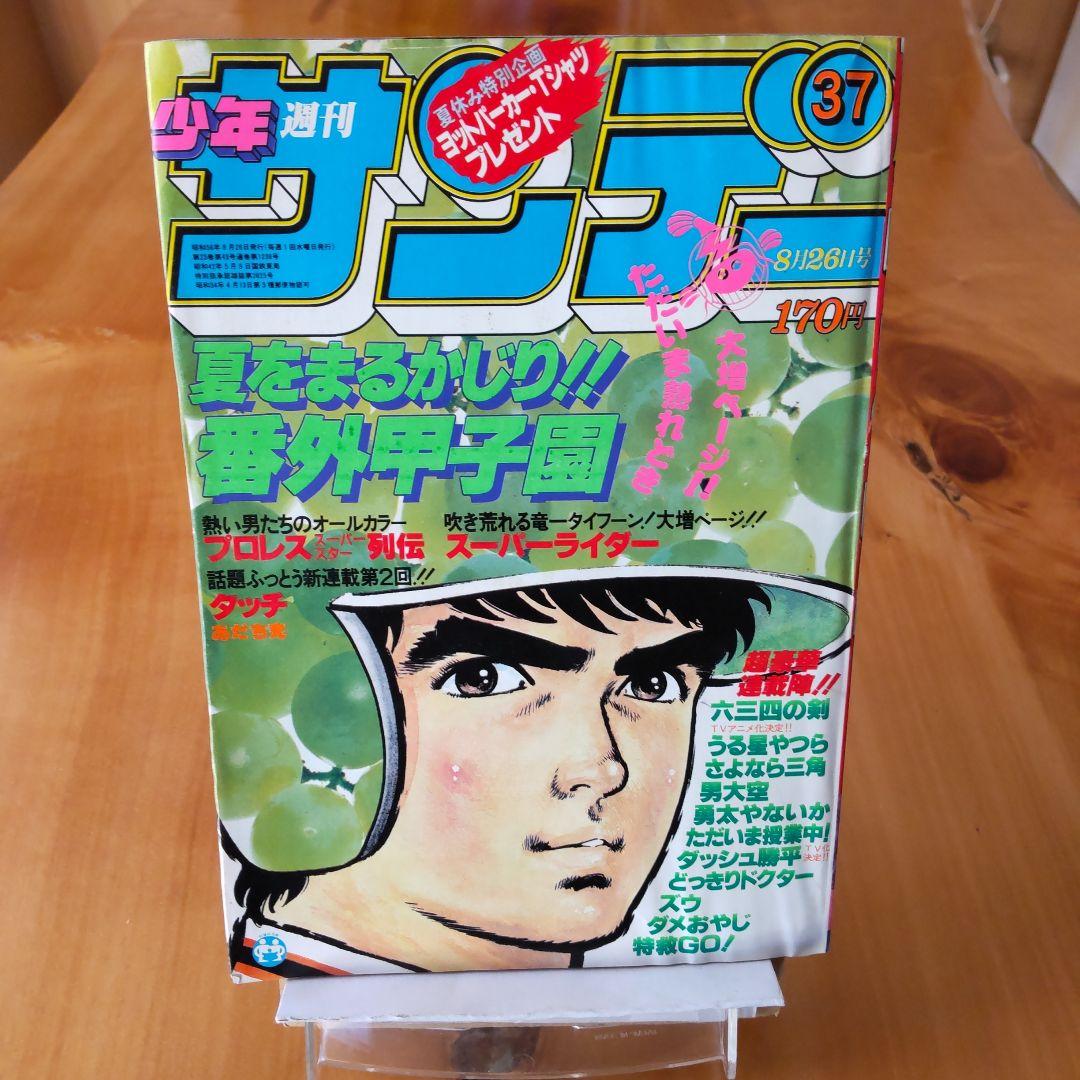 少年
週刊
サンデー
夏休み特別企画
ヨットパーカー・Tシャツ
プレゼント
37
8月26日号
170円
大増ページ!!
ただいま熟れどき
夏をまるかじり!!
番外甲子園
熱い男たちのオールカラー
プロレススーパースター列伝
吹き荒れる竜一タイフーン!大増ページ!!
スーパーライダー
話題ふっとう新連載第2回!!
タッチ
あだち充
超豪華
連載陣!!
六三四の剣
TVアニメ化決定!!
うる星やつら
さよなら三角
男大空
勇太やないか
ただいま授業中!
ダッシュ勝平
TV化決定!!
どっきりドクター
ズウ
ダメおやじ
特救GO!